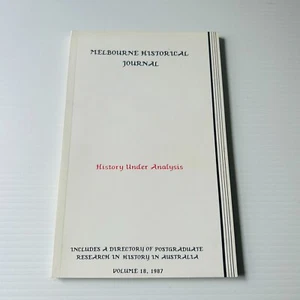 MELBOURNE HISTORICAL
JOURNAL
History Under Analysis
INCLUDES A DIRECTORY OF POSTGRADUATE
RESEARCH IN HISTORY IN AUSTRALIA
VOLUME 18, 1987